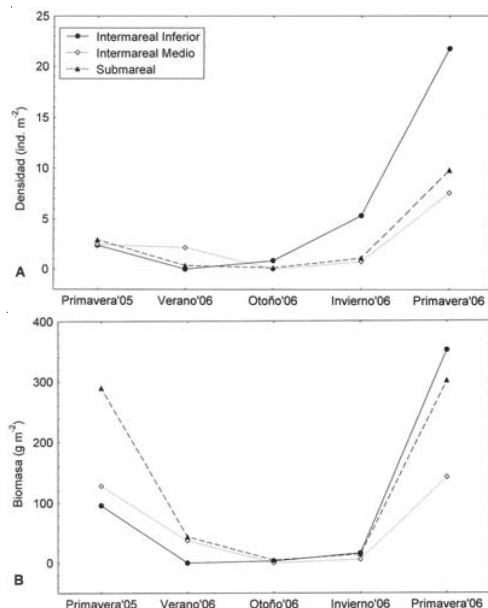 25
Intermareal Inferior
Intermareal Medio
Submareal
20
15
10
5
0
Densidad (ind. m-2)
A
Primavera'05 Verano'06 Otoño'06 Invierno'06 Primavera'06
400
300
200
100
0
Biomasa (g m-2)
B
Primavera'05 Verano'06 Otoño'06 Invierno'06 Primavera'06